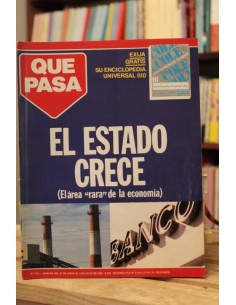 QUE
PASA
EXIJA
GRATIS
SU ENCICLOPEDIA
UNIVERSAL (III)
EL ESTADO
CRECE
(El área "rara" de la economía)
BANCO